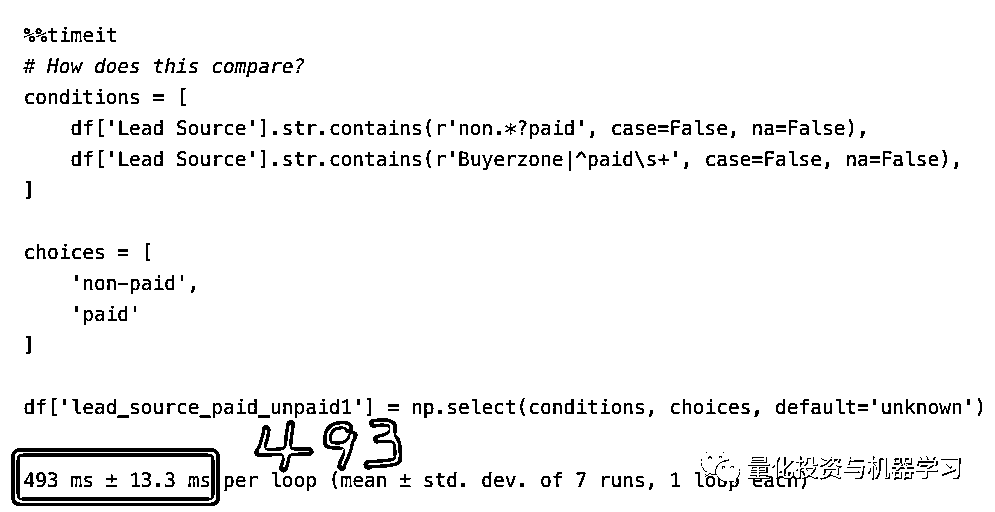 %%timeit
# How does this compare?
conditions = [
    df['Lead Source'].str.contains(r'non.*?paid', case=False, na=False),
    df['Lead Source'].str.contains(r'Buyerzone|^paid\s+', case=False, na=False),
]
choices = [
    'non-paid',
    'paid'
]
df['lead_source_paid_unpaid1'] = np.select(conditions, choices, default='unknown')
493
493 ms ± 13.3 ms per loop (mean ± std. dev. of 7 runs, 1 loop each)
量化投资与机器学习